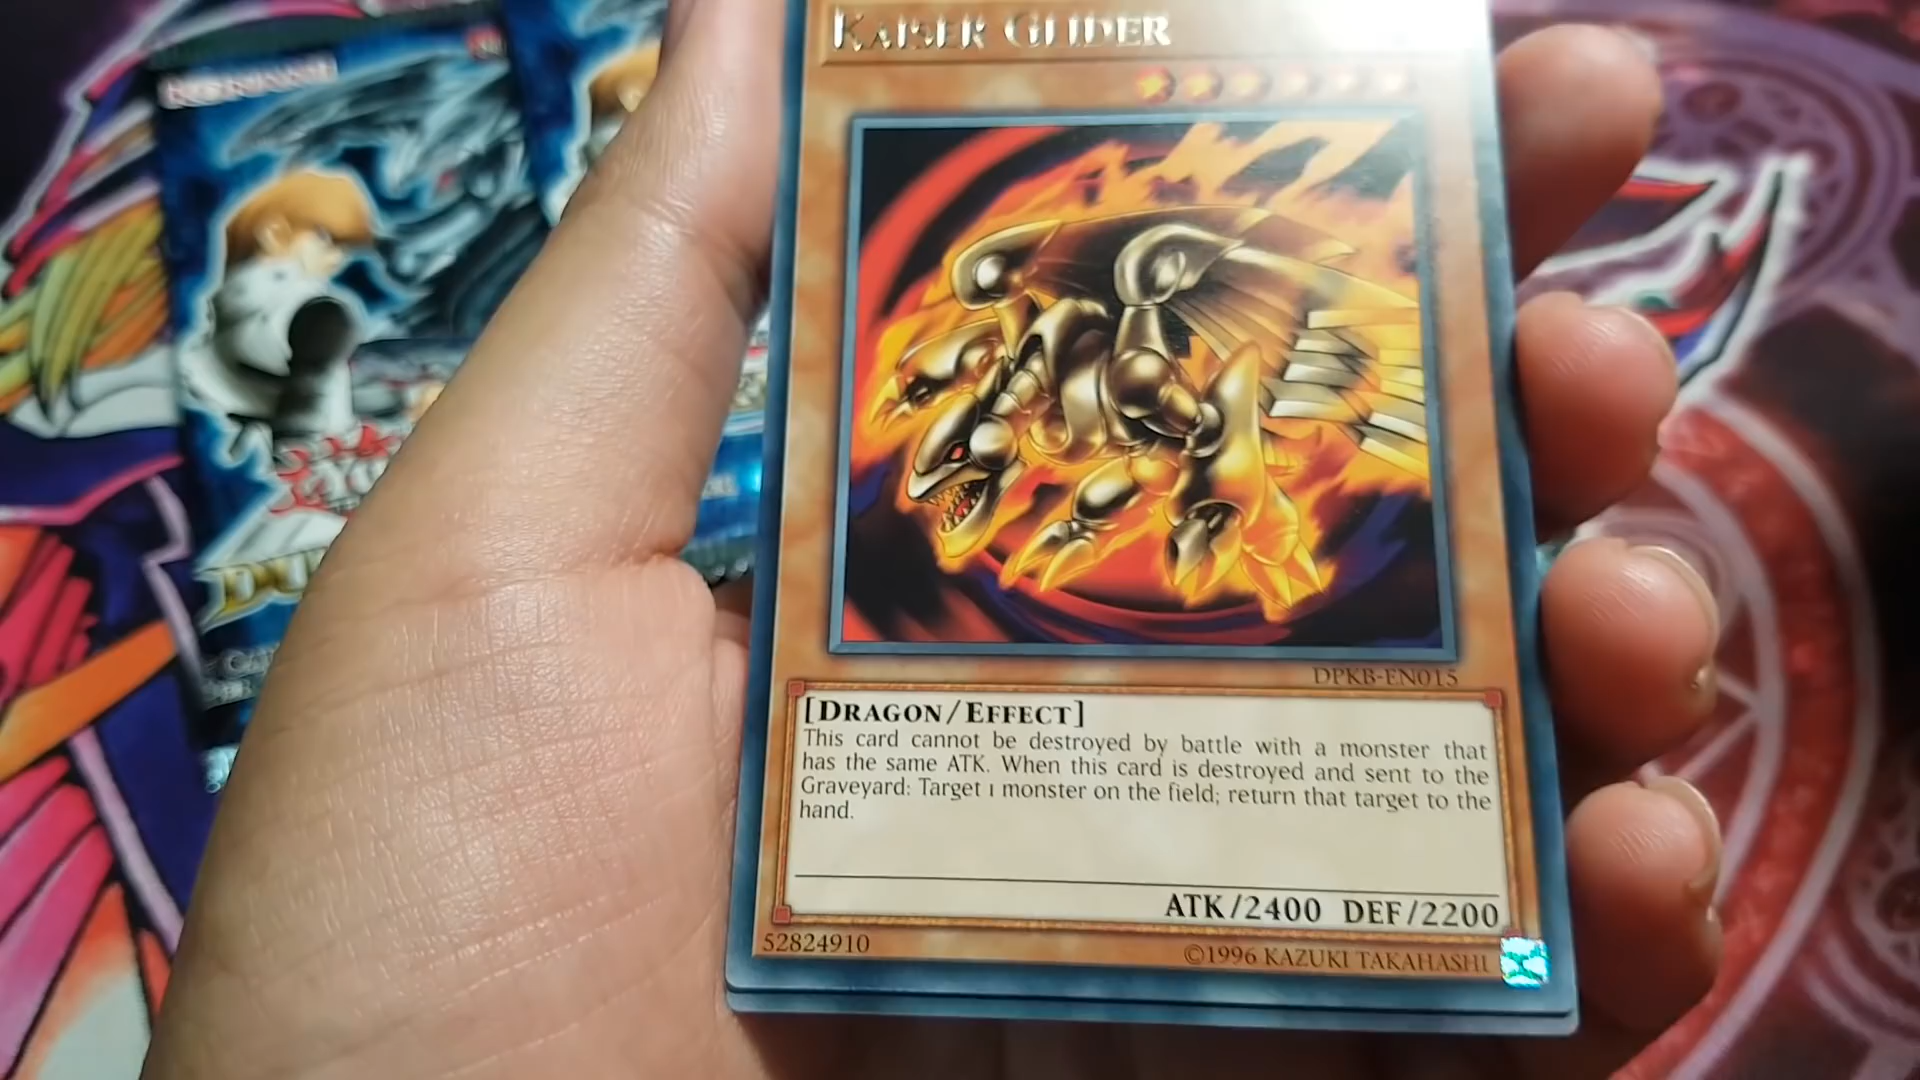 KAISER GLIDER
DPKB-EN015
[DRAGON/EFFECT]
This card cannot be destroyed by battle with a monster that
has the same ATK. When this card is destroyed and sent to the
Graveyard: Target 1 monster on the field; return that target to the
hand.
ATK/2400 DEF/2200
52824910
©1996 KAZUKI TAKAHASHI